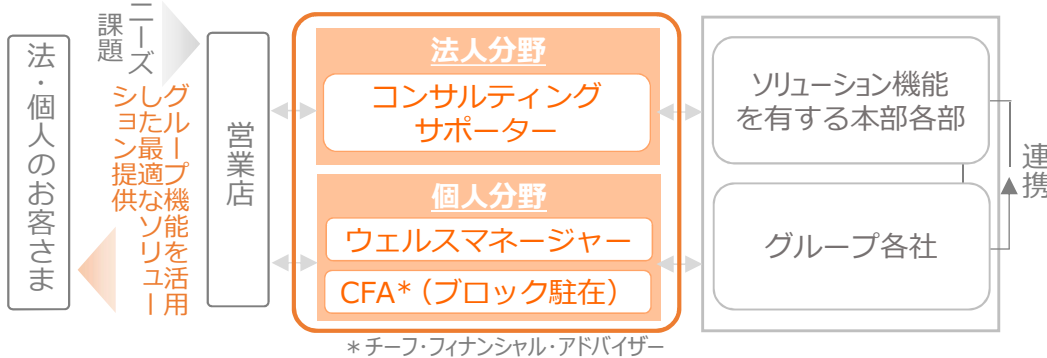 法・個人のお客さま
ニーズ
課題
グループ機能を活用
した最適なソリュー
ション提供
営業店
法人分野
コンサルティング
サポーター
個人分野
ウェルスマネージャー
CFA*（ブロック駐在）
ソリューション機能
を有する本部各部
グループ各社
連携
＊チーフ・フィナンシャル・アドバイザー